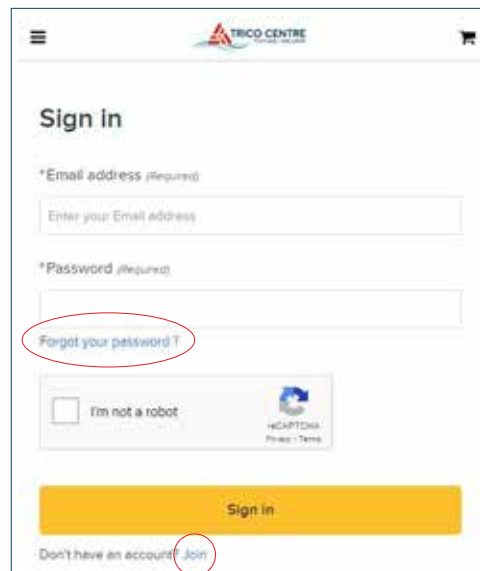 TRICO CENTRE
Sign in
*Email address (Required)
Enter your Email address
*Password (Required)
Forgot your password ?
I'm not a robot
reCAPTCHA
Privacy - Terms
Sign in
Don't have an account? Join